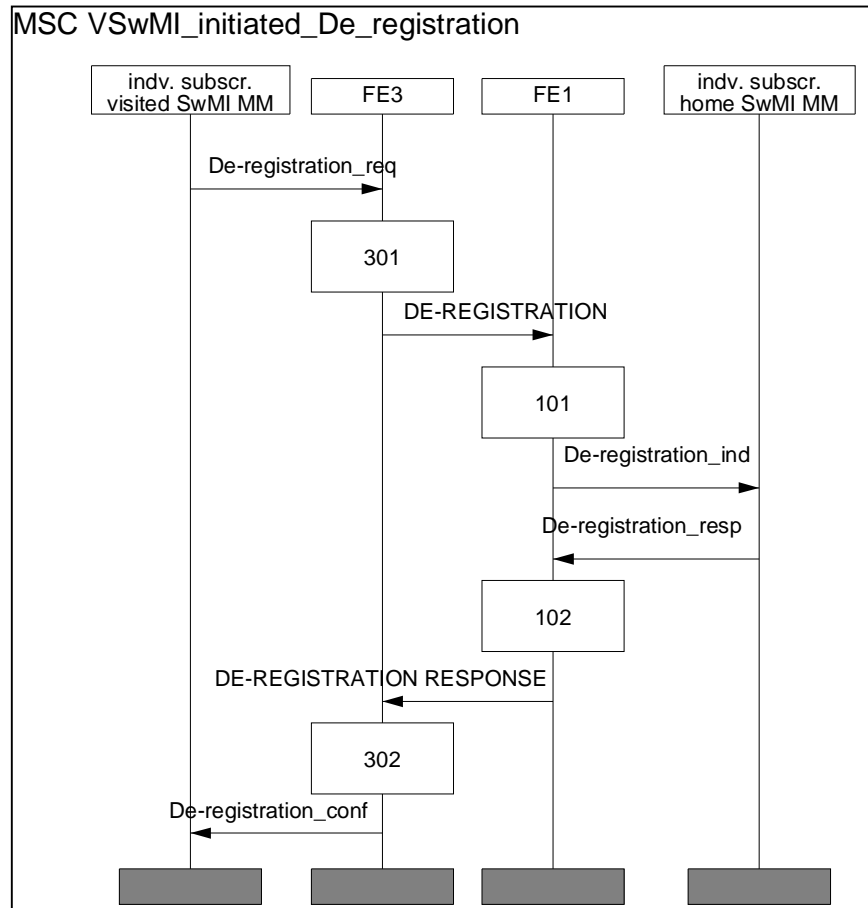 MSC VSwMI_initiated_De_registration
indv. subscr.
visited SwMI MM
FE3
FE1
indv. subscr.
home SwMI MM
De-registration_req
301
DE-REGISTRATION
101
De-registration_ind
De-registration_resp
102
DE-REGISTRATION RESPONSE
302
De-registration_conf